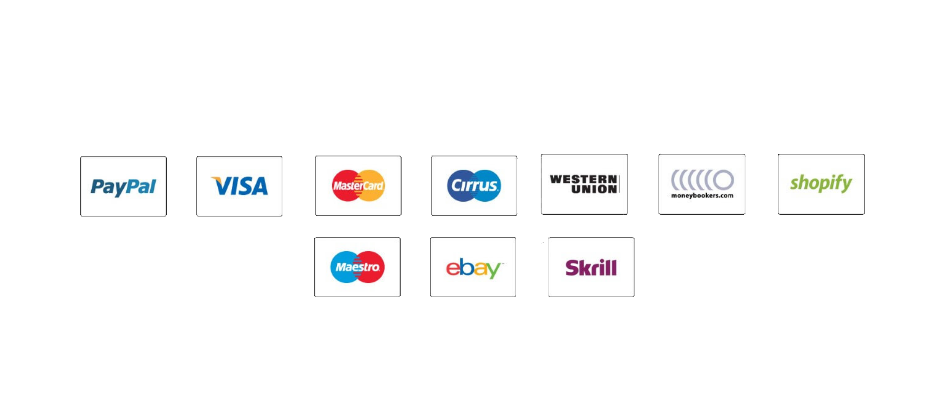 PayPal
VISA
MasterCard
Cirrus
WESTERN
UNION
moneybookers.com
shopify
Maestro
ebay
Skrill